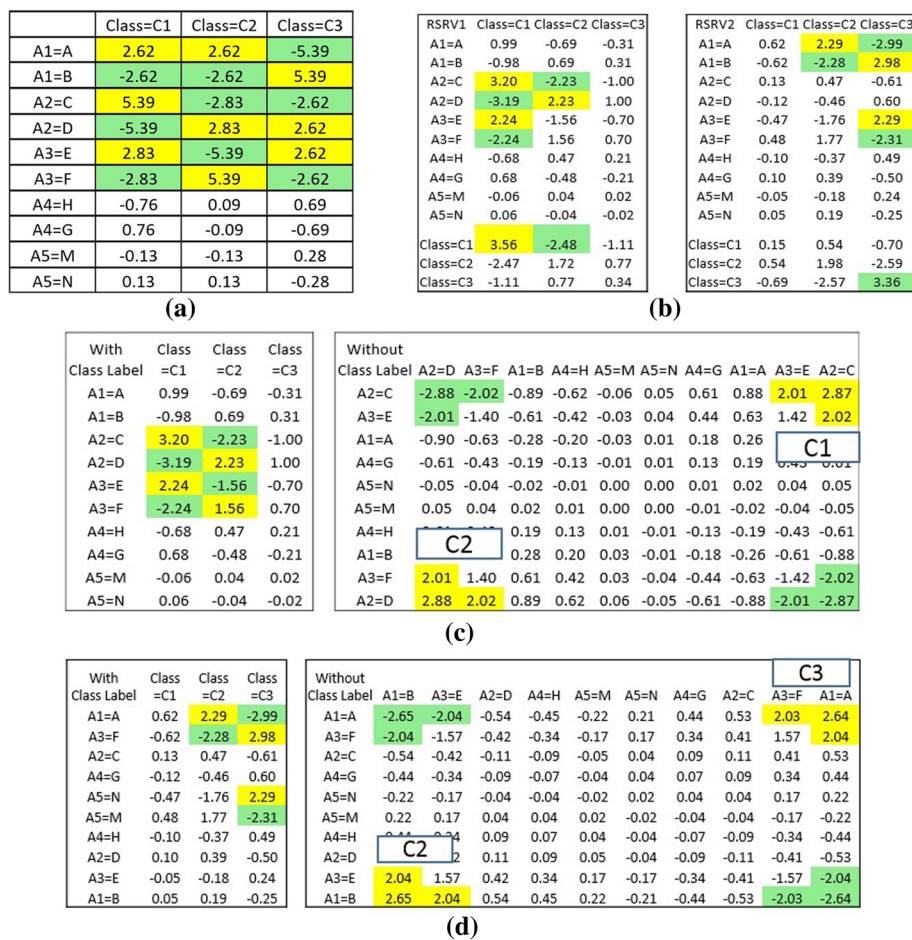 Class=C1 Class=C2 Class=C3
A1=A 2.62 2.62 -5.39
A1=B -2.62 -2.62 5.39
A2=C 5.39 -2.83 -2.62
A2=D -5.39 2.83 2.62
A3=E 2.83 -5.39 2.62
A3=F -2.83 5.39 -2.62
A4=H -0.76 0.09 0.69
A4=G 0.76 -0.09 -0.69
A5=M -0.13 -0.13 0.28
A5=N 0.13 0.13 -0.28
(a)
RSRV1 Class=C1 Class=C2 Class=C3
A1=A 0.99 -0.69 -0.31
A1=B -0.98 0.69 0.31
A2=C 3.20 -2.23 -1.00
A2=D -3.19 2.23 1.00
A3=E 2.24 -1.56 -0.70
A3=F -2.24 1.56 0.70
A4=H -0.68 0.47 0.21
A4=G 0.68 -0.48 -0.21
A5=M -0.06 0.04 0.02
A5=N 0.06 -0.04 -0.02
Class=C1 3.56 -2.48 -1.11
Class=C2 -2.47 1.72 0.77
Class=C3 -1.11 0.77 0.34
RSRV2 Class=C1 Class=C2 Class=C3
A1=A 0.62 2.29 -2.99
A1=B -0.62 -2.28 2.98
A2=C 0.13 0.47 -0.61
A2=D -0.12 -0.46 0.60
A3=E -0.47 -1.76 2.29
A3=F 0.48 1.77 -2.31
A4=H -0.10 -0.37 0.49
A4=G 0.10 0.39 -0.50
A5=M -0.05 -0.18 0.24
A5=N 0.05 0.19 -0.25
Class=C1 0.15 0.54 -0.70
Class=C2 0.54 1.98 -2.59
Class=C3 -0.69 -2.57 3.36
(b)
With Class Class Class
Class Label =C1 =C2 =C3
A1=A 0.99 -0.69 -0.31
A1=B -0.98 0.69 0.31
A2=C 3.20 -2.23 -1.00
A2=D -3.19 2.23 1.00
A3=E 2.24 -1.56 -0.70
A3=F -2.24 1.56 0.70
A4=H -0.68 0.47 0.21
A4=G 0.68 -0.48 -0.21
A5=M -0.06 0.04 0.02
A5=N 0.06 -0.04 -0.02
Without
Class Label A2=D A3=F A1=B A4=H A5=M A5=N A4=G A1=A A3=E A2=C
A2=C -2.88 -2.02 -0.89 -0.62 -0.06 0.05 0.61 0.88 2.01 2.87
A3=E -2.01 -1.40 -0.61 -0.42 -0.03 0.04 0.44 0.63 1.42 2.02
A1=A -0.90 -0.63 -0.28 -0.20 -0.03 0.01 0.18 0.26
C1
A4=G -0.61 -0.43 -0.19 -0.13 -0.01 0.01 0.13 0.19
A5=N -0.05 -0.04 -0.02 -0.01 0.00 0.00 0.01 0.02 0.04 0.05
A5=M 0.05 0.04 0.02 0.01 0.00 0.00 -0.01 -0.02 -0.04 -0.05
A4=H 0.19 0.13 0.01 -0.01 -0.13 -0.19 -0.43 -0.61
C2
A1=B 0.28 0.20 0.03 -0.01 -0.18 -0.26 -0.61 -0.88
A3=F 2.01 1.40 0.61 0.42 0.03 -0.04 -0.44 -0.63 -1.42 -2.02
A2=D 2.88 2.02 0.89 0.62 0.06 -0.05 -0.61 -0.88 -2.01 -2.87
(c)
With Class Class Class
Class Label =C1 =C2 =C3
A1=A 0.62 2.29 -2.99
A3=F -0.62 -2.28 2.98
A2=C 0.13 0.47 -0.61
A4=G -0.12 -0.46 0.60
A5=N -0.47 -1.76 2.29
A5=M 0.48 1.77 -2.31
A4=H -0.10 -0.37 0.49
A2=D 0.10 0.39 -0.50
A3=E -0.05 -0.18 0.24
A1=B 0.05 0.19 -0.25
C3
Without
Class Label A1=B A3=E A2=D A4=H A5=M A5=N A4=G A2=C A3=F A1=A
A1=A -2.65 -2.04 -0.54 -0.45 -0.22 0.21 0.44 0.53 2.03 2.64
A3=F -2.04 -1.57 -0.42 -0.34 -0.17 0.17 0.34 0.41 1.57 2.04
A2=C -0.54 -0.42 -0.11 -0.09 -0.05 0.04 0.09 0.11 0.41 0.53
A4=G -0.44 -0.34 -0.09 -0.07 -0.04 0.04 0.07 0.09 0.34 0.44
A5=N -0.22 -0.17 -0.04 -0.04 -0.02 0.02 0.04 0.04 0.17 0.22
A5=M 0.22 0.17 0.04 0.04 0.02 -0.02 -0.04 -0.04 -0.17 -0.22
A4=H 0.09 0.07 0.04 -0.04 -0.07 -0.09 -0.34 -0.44
C2
A2=D 0.11 0.09 0.05 -0.04 -0.09 -0.11 -0.41 -0.53
A3=E 2.04 1.57 0.42 0.34 0.17 -0.17 -0.34 -0.41 -1.57 -2.04
A1=B 2.65 2.04 0.54 0.45 0.22 -0.21 -0.44 -0.53 -2.03 -2.64
(d)